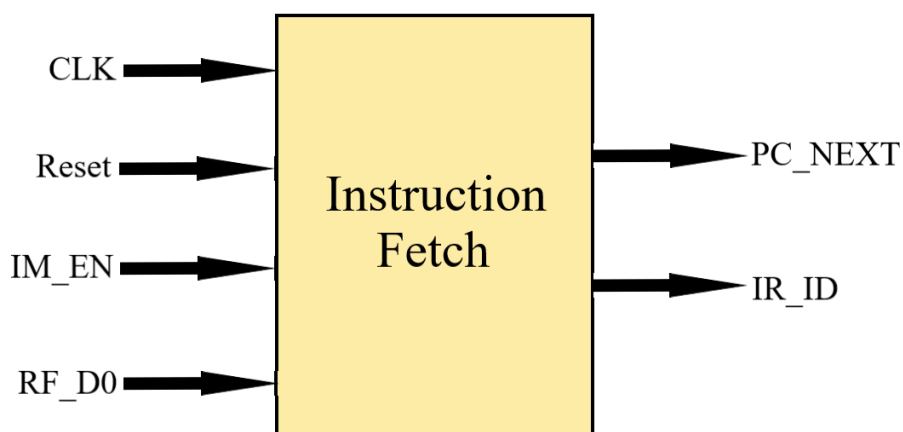 CLK
Reset
IM_EN
RF_D0
Instruction
Fetch
PC_NEXT
IR_ID